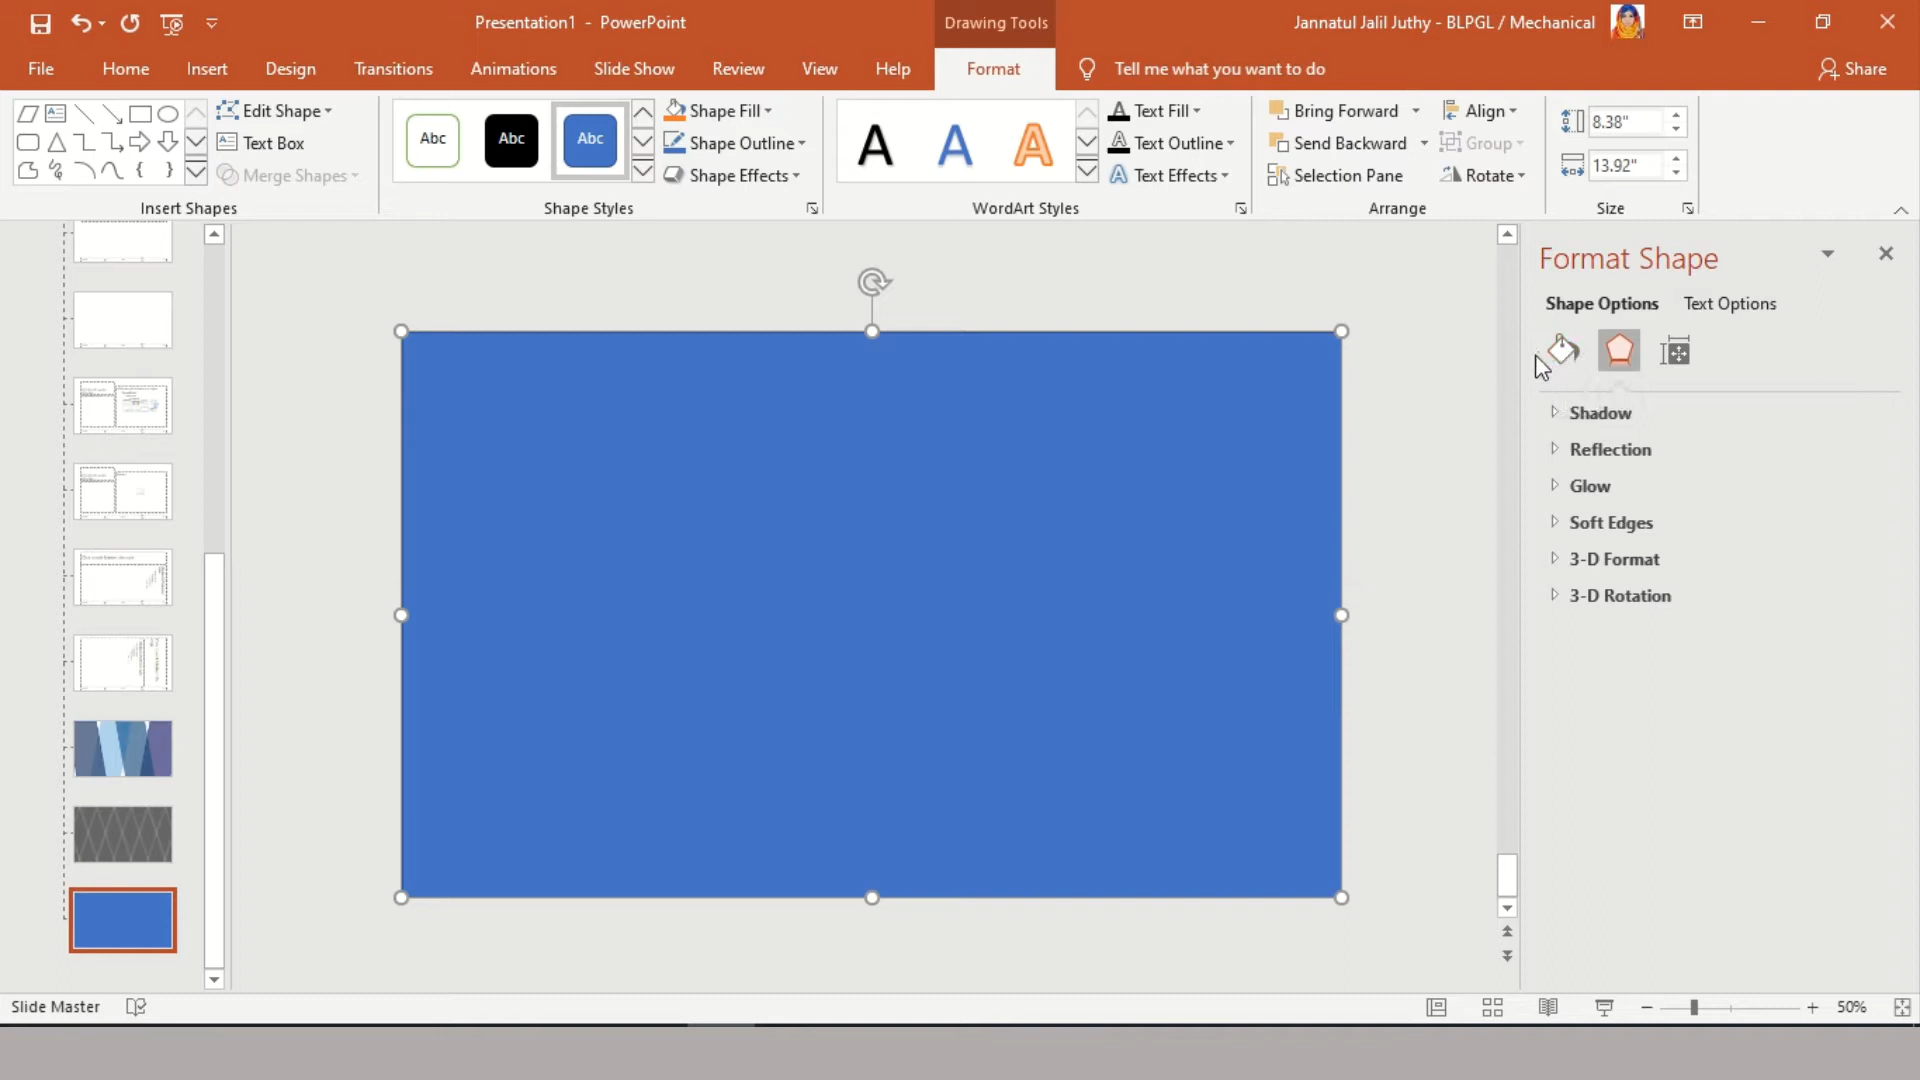 Presentation1 - PowerPoint
Drawing Tools
Jannatul Jalil Juthy - BLPGL / Mechanical
File Home Insert Design Transitions Animations Slide Show Review View Help Format Tell me what you want to do Share
Edit Shape
Text Box
Merge Shapes
Insert Shapes
Abc Abc Abc
Shape Fill
Shape Outline
Shape Effects
Shape Styles
A A A
Text Fill
Text Outline
Text Effects
WordArt Styles
Bring Forward
Send Backward
Selection Pane
Align
Group
Rotate
Arrange
8.38"
13.92"
Size
Format Shape
Shape Options Text Options
Shadow
Reflection
Glow
Soft Edges
3-D Format
3-D Rotation
Slide Master
50%